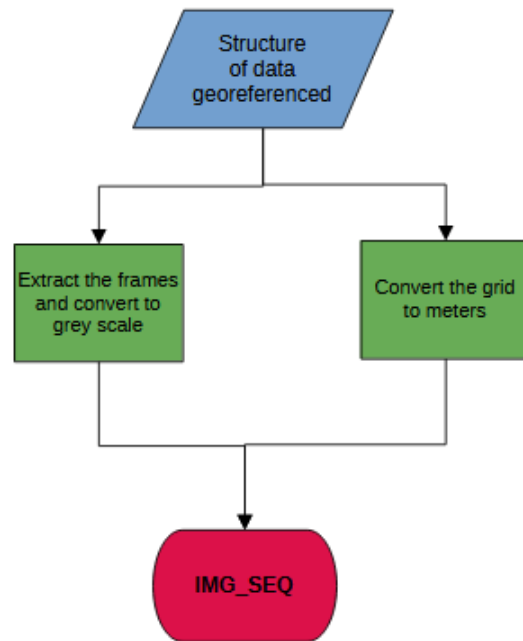 Structure
of data
georeferenced
Extract the frames
and convert to
grey scale
Convert the grid
to meters
IMG_SEQ